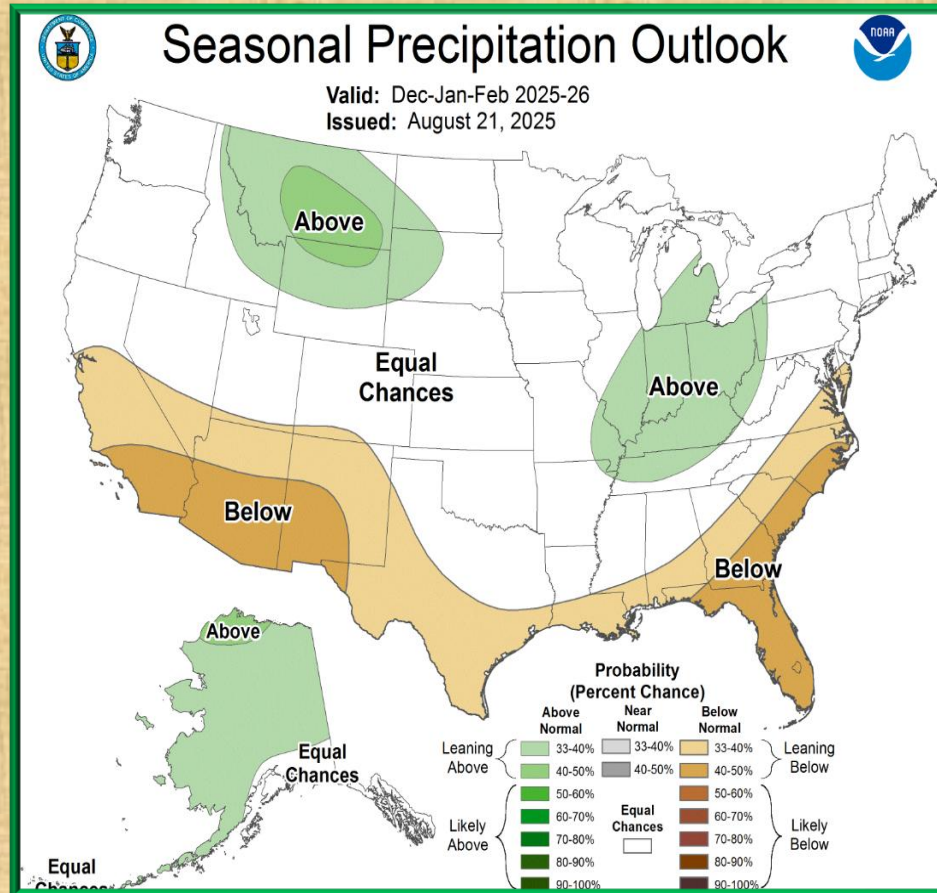 Seasonal Precipitation Outlook
NOAA
Valid: Dec-Jan-Feb 2025-26
Issued: August 21, 2025
Above
Equal
Chances
Above
Below
Below
Above
Equal
Chances
Equal
Probability
(Percent Chance)
Above
Normal
Near
Normal
Below
Normal
Leaning
Above
33-40%
40-50%
33-40%
40-50%
33-40%
40-50%
Leaning
Below
Likely
Above
50-60%
60-70%
70-80%
80-90%
90-100%
Equal
Chances
50-60%
60-70%
70-80%
80-90%
90-100%
Likely
Below